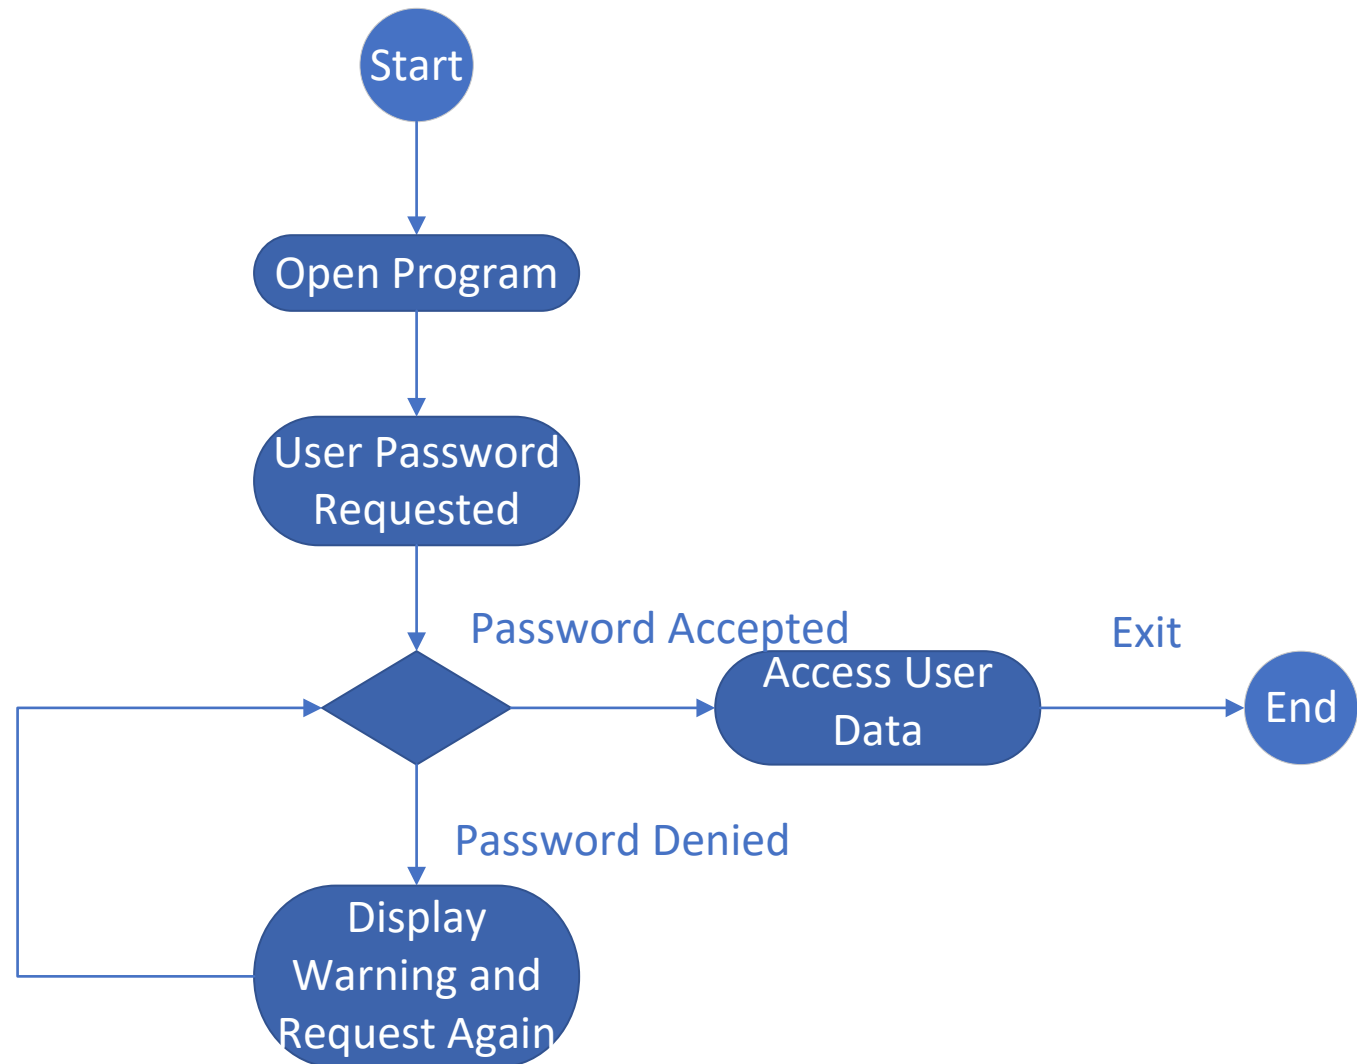 Start
Open Program
User Password
Requested
Password Accepted
Exit
Access User
Data
End
Password Denied
Display
Warning and
Request Again